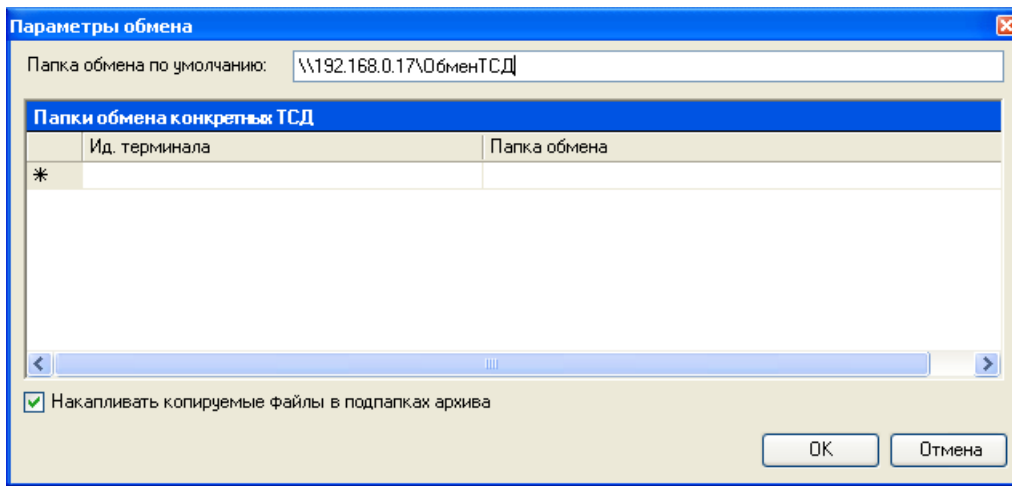 Параметры обмена
Папка обмена по умолчанию: \\192.168.0.17\ОбменТСД
Папки обмена конкретных ТСД
Ид. терминала Папка обмена
Накапливать копируемые файлы в подпапках архива
OK Отмена